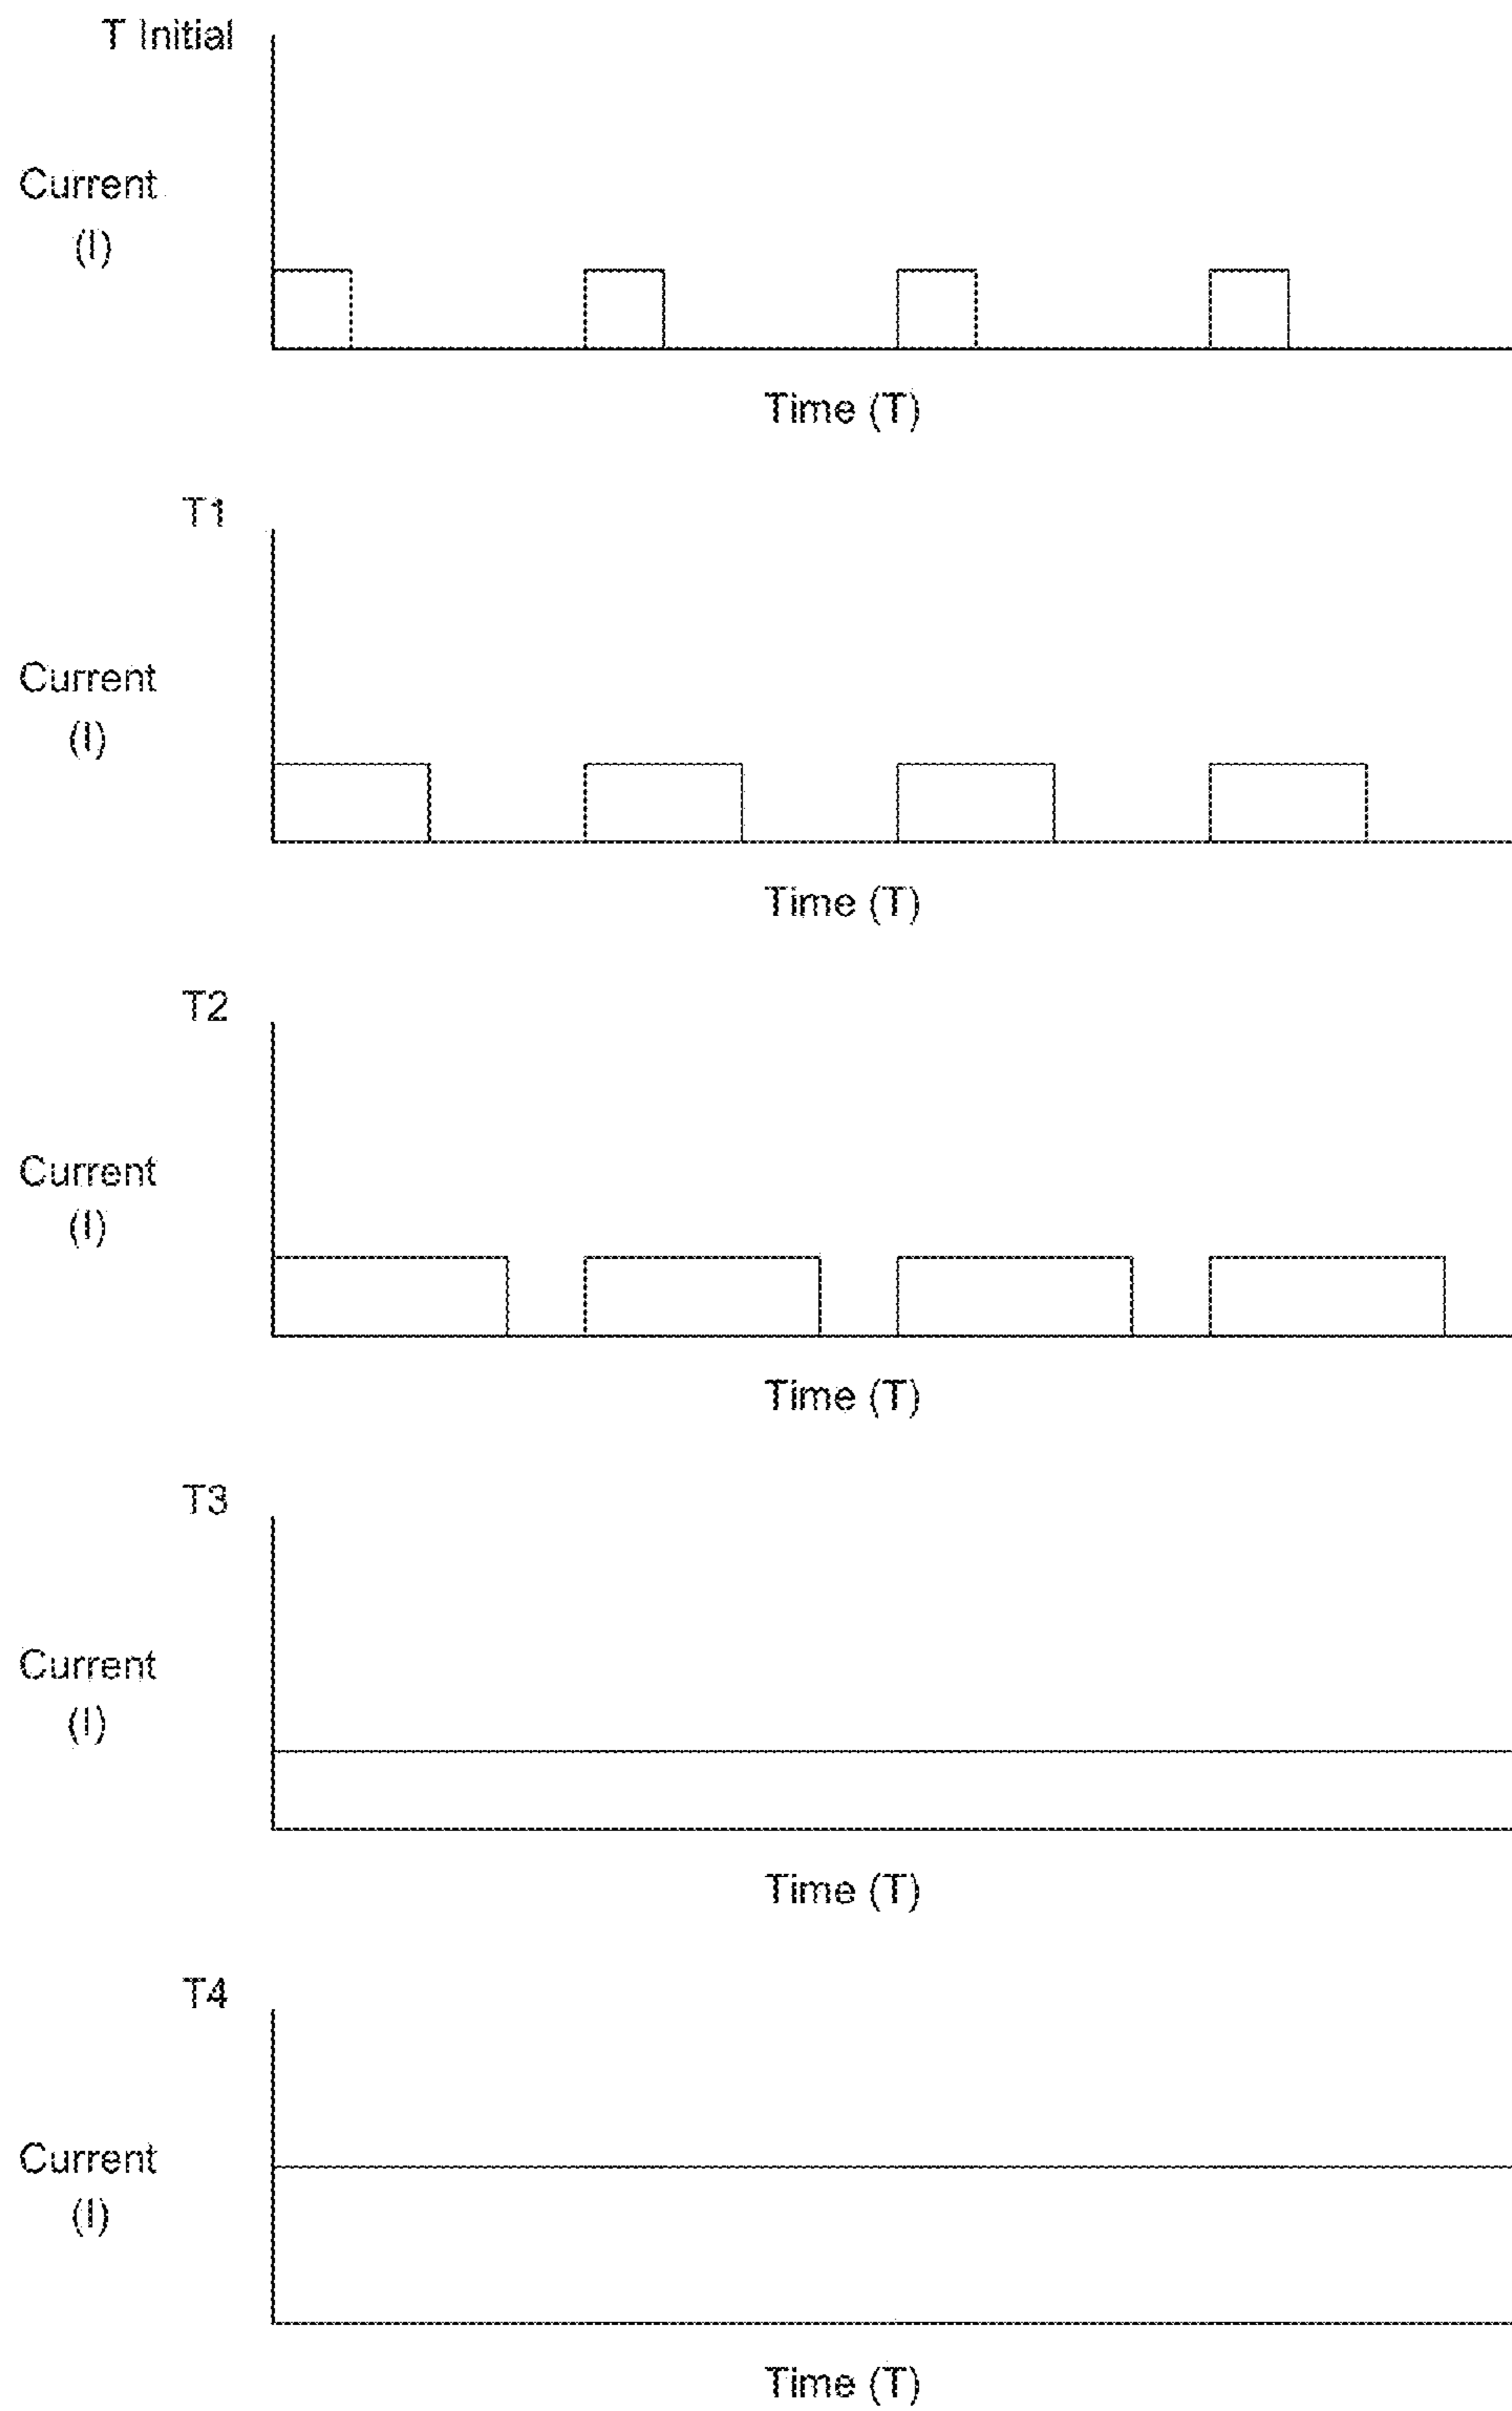 T Initial
Current
(I)
Time (T)
T1
Current
(I)
Time (T)
T2
Current
(I)
Time (T)
T3
Current
(I)
Time (T)
T4
Current
(I)
Time (T)